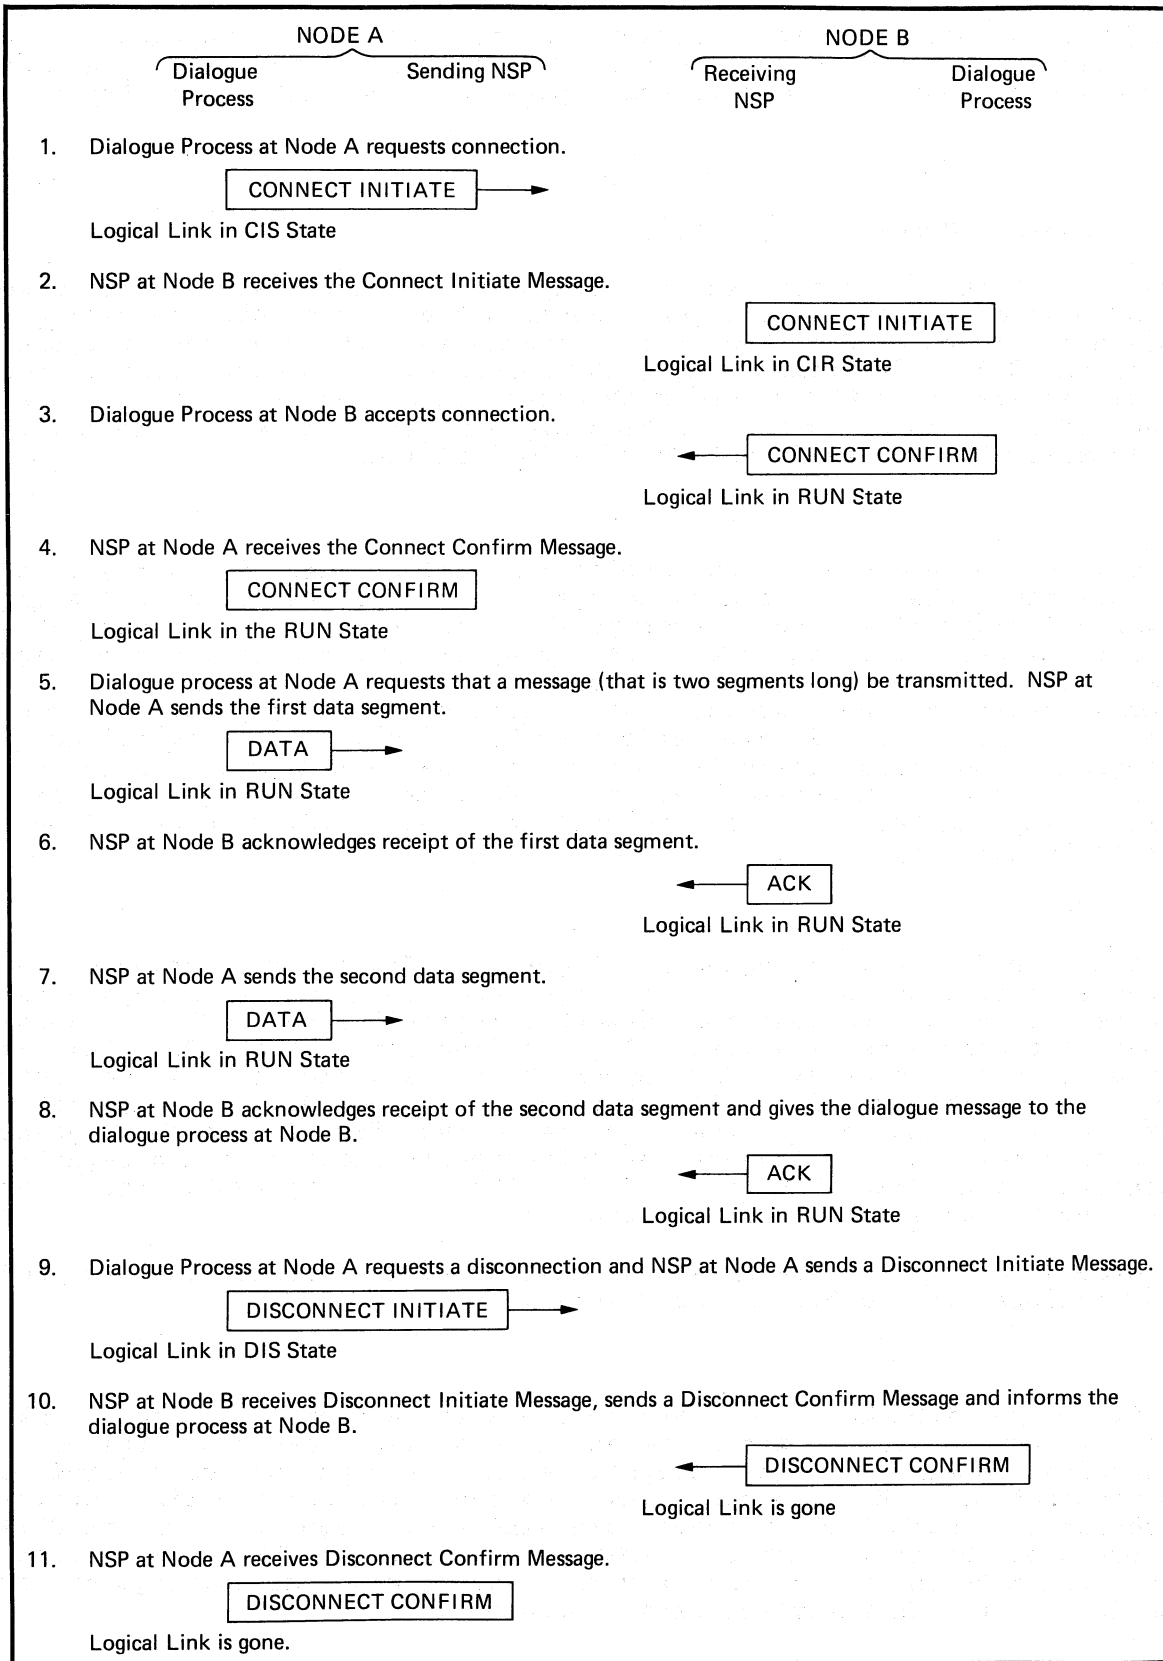 NODE A
NODE B
Dialogue Process
Sending NSP
Receiving NSP
Dialogue Process
1. Dialogue Process at Node A requests connection.
CONNECT INITIATE
Logical Link in CIS State
2. NSP at Node B receives the Connect Initiate Message.
CONNECT INITIATE
Logical Link in CIR State
3. Dialogue Process at Node B accepts connection.
CONNECT CONFIRM
Logical Link in RUN State
4. NSP at Node A receives the Connect Confirm Message.
CONNECT CONFIRM
Logical Link in the RUN State
5. Dialogue process at Node A requests that a message (that is two segments long) be transmitted. NSP at
Node A sends the first data segment.
DATA
Logical Link in RUN State
6. NSP at Node B acknowledges receipt of the first data segment.
ACK
Logical Link in RUN State
7. NSP at Node A sends the second data segment.
DATA
Logical Link in RUN State
8. NSP at Node B acknowledges receipt of the second data segment and gives the dialogue message to the
dialogue process at Node B.
ACK
Logical Link in RUN State
9. Dialogue Process at Node A requests a disconnection and NSP at Node A sends a Disconnect Initiate Message.
DISCONNECT INITIATE
Logical Link in DIS State
10. NSP at Node B receives Disconnect Initiate Message, sends a Disconnect Confirm Message and informs the
dialogue process at Node B.
DISCONNECT CONFIRM
Logical Link is gone
11. NSP at Node A receives Disconnect Confirm Message.
DISCONNECT CONFIRM
Logical Link is gone.